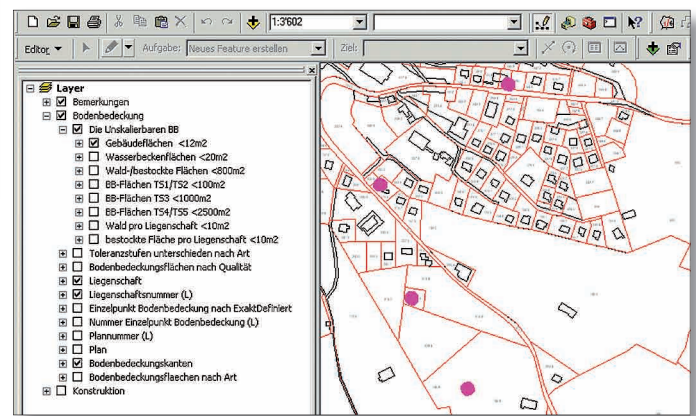 1:3'602
Editor Aufgabe: Neues Feature erstellen Ziel:
Layer
Bemerkungen
Bodenbedeckung
Die Unskalierbaren BB
Gebäudeflächen <12m2
Wasserbeckenflächen <20m2
Wald-/bestockte Flächen <800m2
BB-Flächen TS1/TS2 <100m2
BB-Flächen TS3 <1000m2
BB-Flächen TS4/TS5 <2500m2
Wald pro Liegenschaft <10m2
bestockte Fläche pro Liegenschaft <10m2
Toleranzstufen unterschieden nach Art
Bodenbedeckungsflächen nach Qualität
Liegenschaft
Liegenschaftsnummer (L)
Einzelpunkt Bodenbedeckung nach ExaktDefiniert
Nummer Einzelpunkt Bodenbedeckung (L)
Plannummer (L)
Plan
Bodenbedeckungskanten
Bodenbedeckungsflaechen nach Art
Konstruktion